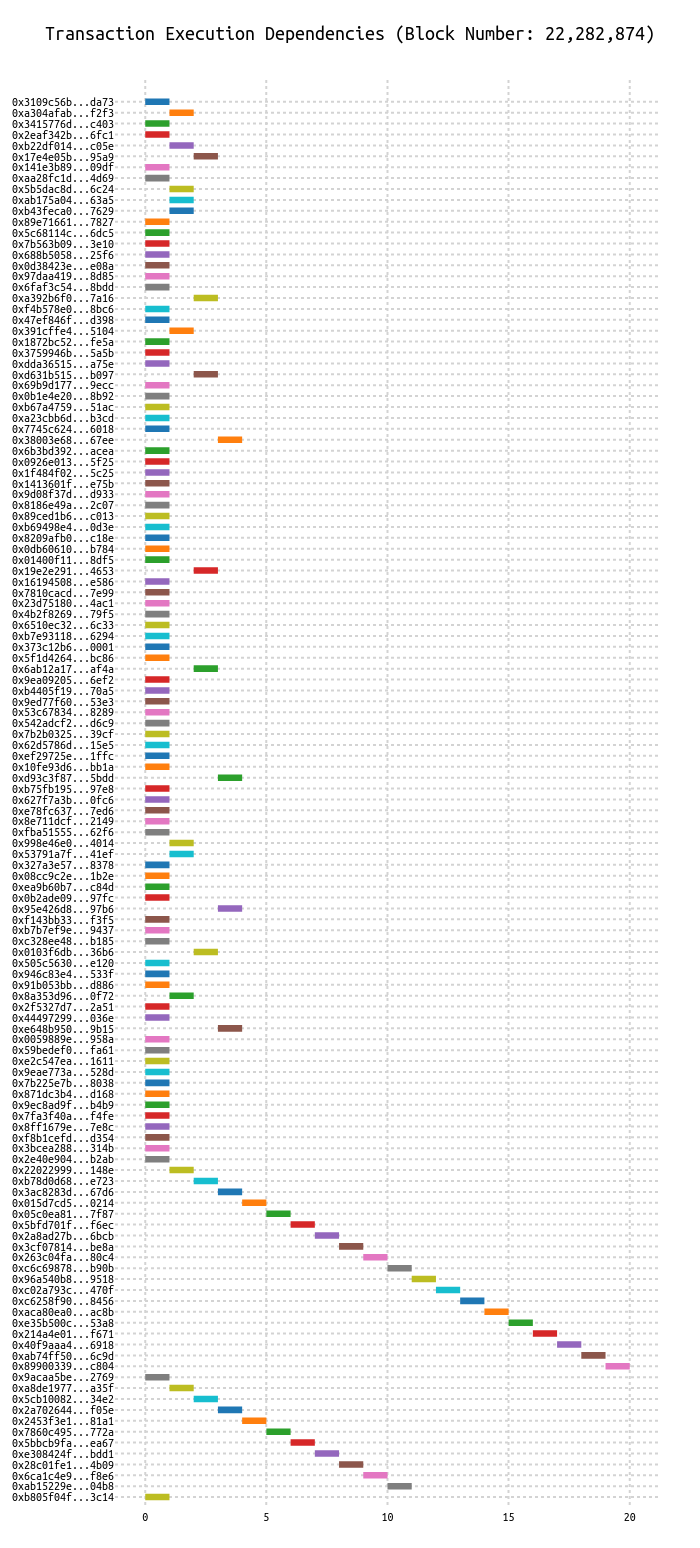 Transaction Execution Dependencies (Block Number: 22,282,874)
0x3109c56b...da73
0xa304afab...f2f3
0x3415776d...c403
0x2eaf342b...6fc1
0xb22df014...c05e
0x17e4e05b...95a9
0x141e3b89...09df
0xaa28fc1d...4d69
0x5b5dac8d...6c24
0xab175a04...63a5
0xb43feca0...7629
0x89e71661...7827
0x5c68114c...6dc5
0x7b563b09...3e10
0x688b5058...25f6
0x0d38423e...e08a
0x97daa419...8d85
0x6faf3c54...8bdd
0xa392b6f0...7a16
0xf4b578e0...8bc6
0x47ef846f...d398
0x391cffe4...5104
0x1872bc52...fe5a
0x3759946b...5a5b
0xdda36515...a75e
0xd631b515...b097
0x69b9d177...9ecc
0x0b1e4e20...8b92
0xb67a4759...51ac
0xa23cbb6d...b3cd
0x7745c624...6018
0x38003e68...67ee
0x6b3bd392...acea
0x0926e013...5f25
0x1f484f02...5c25
0x1413601f...e75b
0x9d08f37d...d933
0x8186e49a...2c07
0x89ced1b6...c013
0xb69498e4...0d3e
0x8209afb0...c18e
0x0db60610...b784
0x01400f11...8df5
0x19e2e291...4653
0x16194508...e586
0x7810cacd...7e99
0x23d75180...4ac1
0x4b2f8269...79f5
0x6510ec32...6c33
0xb7e93118...6294
0x373c12b6...0001
0x5f1d4264...bc86
0x6ab12a17...af4a
0x9ea09205...6ef2
0xb4405f19...70a5
0x9ed77f60...53e3
0x53c67834...8289
0x542adcf2...d6c9
0x7b2b0325...39cf
0x62d5786d...15e5
0xef29725e...1ffc
0x10fe93d6...bb1a
0xd93c3f87...5bdd
0xb75fb195...97e8
0x627f7a3b...0fc6
0xe78fc637...7ed6
0x8e711dcf...2149
0xfba51555...62f6
0x998e46e0...4014
0x53791a7f...41ef
0x327a3e57...8378
0x08cc9c2e...1b2e
0xea9b60b7...c84d
0x0b2ade09...97fc
0x95e426d8...97b6
0xf143bb33...f3f5
0xb7b7ef9e...9437
0xc328ee48...b185
0x0103f6db...36b6
0x505c5630...e120
0x946c83e4...533f
0x91b053bb...d886
0x8a353d96...0f72
0x2f5327d7...2a51
0x44497299...036e
0xe648b950...9b15
0x0059889e...958a
0x59bedef0...fa61
0xe2c547ea...1611
0x9eae773a...528d
0x7b225e7b...8038
0x871dc3b4...d168
0x9ec8ad9f...b4b9
0x7fa3f40a...f4fe
0x8ff1679e...7e8c
0xf8b1cefd...d354
0x3bcea288...314b
0x2e40e904...b2ab
0x22022999...148e
0xb78d0d68...e723
0x3ac8283d...67d6
0x015d7cd5...0214
0x05c0ea81...7f87
0x5bfd701f...f6ec
0x2a8ad27b...6bcb
0x3cf07814...be8a
0x263c04fa...80c4
0xc6c69878...b90b
0x96a540b8...9518
0xc02a793c...470f
0xc6258f90...8456
0xaca80ea0...ac8b
0xe35b500c...53a8
0x214a4e01...f671
0x40f9aaa4...6918
0xab74ff50...6c9d
0x89900339...c804
0x9acaa5be...2769
0xa8de1977...a35f
0x5cb10082...34e2
0x2a702644...f05e
0x2453f3e1...81a1
0x7860c495...772a
0x5bbcb9fa...ea67
0xe308424f...bdd1
0x28c01fe1...4b09
0x6ca1c4e9...f8e6
0xab15229e...04b8
0xb805f04f...3c14
0 5 10 15 20